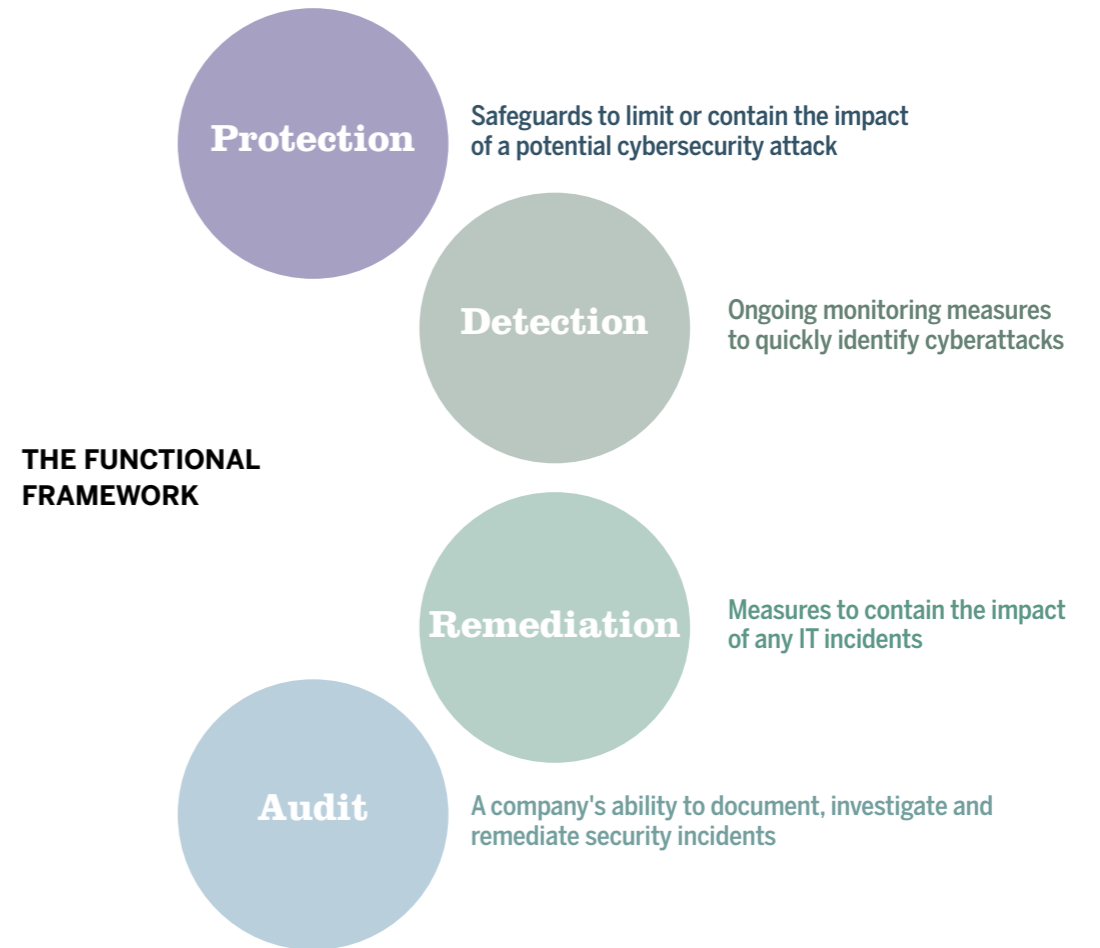 Protection
Safeguards to limit or contain the impact
of a potential cybersecurity attack
Detection
Ongoing monitoring measures
to quickly identify cyberattacks
THE FUNCTIONAL
FRAMEWORK
Remediation
Measures to contain the impact
of any IT incidents
Audit
A company's ability to document, investigate and
remediate security incidents